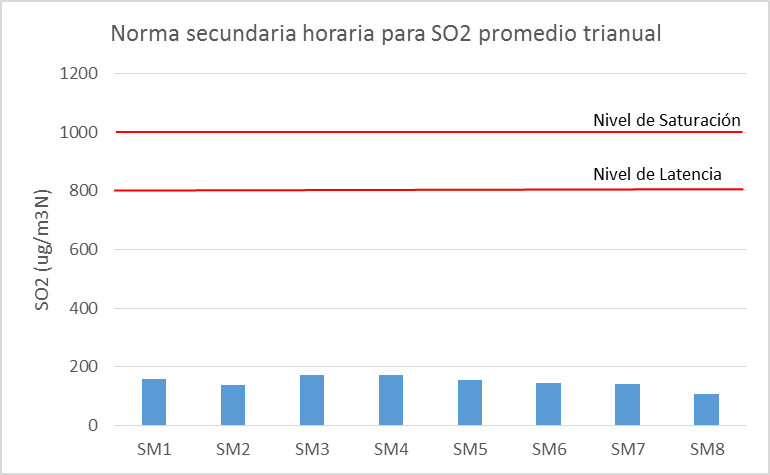 Norma secundaria horaria para SO2 promedio trianual
1200
1000
800
600
400
200
0
SO2 (ug/m3N)
Nivel de Saturación
Nivel de Latencia
SM1 SM2 SM3 SM4 SM5 SM6 SM7 SM8